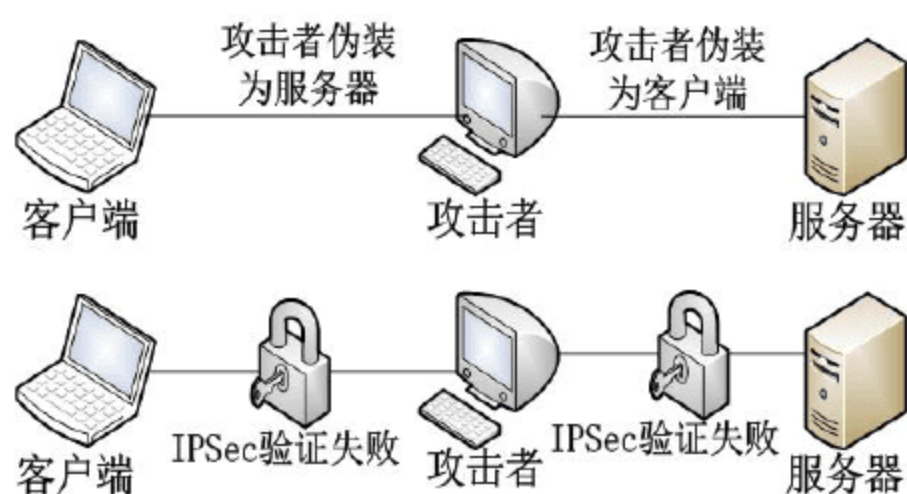 攻击者伪装
为服务器
攻击者伪装
为客户端
客户端
攻击者
服务器
IPSec验证失败
IPSec验证失败
客户端
攻击者
服务器